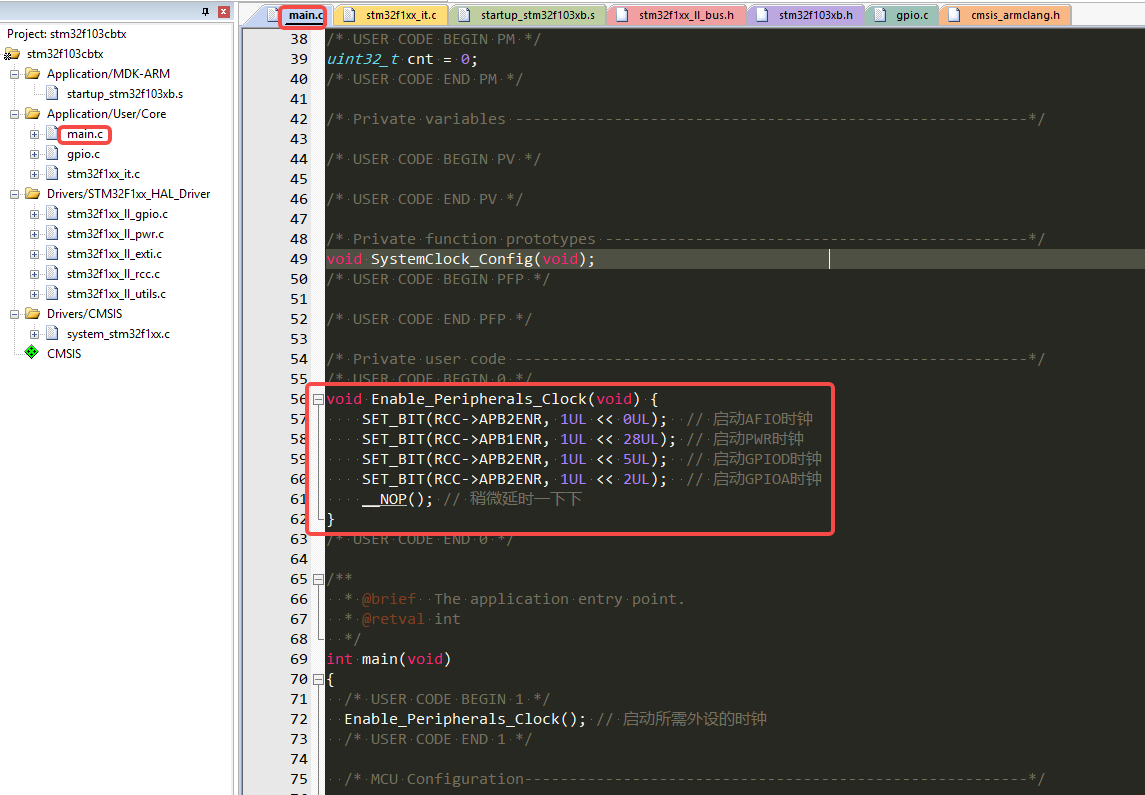 Project: stm32f103cbtx
stm32f103cbtx
Application/MDK-ARM
startup_stm32f103xb.s
Application/User/Core
main.c
gpio.c
stm32f1xx_it.c
Drivers/STM32F1xx_HAL_Driver
stm32f1xx_ll_gpio.c
stm32f1xx_ll_pwr.c
stm32f1xx_ll_exti.c
stm32f1xx_ll_rcc.c
stm32f1xx_ll_utils.c
Drivers/CMSIS
system_stm32f1xx.c
CMSIS
main.c stm32f1xx_it.c startup_stm32f103xb.s stm32f1xx_ll_bus.h stm32f103xb.h gpio.c cmsis_armclang.h
38 /* USER CODE BEGIN PM */
39 uint32_t cnt = 0;
40 /* USER CODE END PM */
41
42 /* Private variables ---------------------------------------------------------*/
43
44 /* USER CODE BEGIN PV */
45
46 /* USER CODE END PV */
47
48 /* Private function prototypes -----------------------------------------------*/
49 void SystemClock_Config(void);
50 /* USER CODE BEGIN PFP */
51
52 /* USER CODE END PFP */
53
54 /* Private user code ---------------------------------------------------------*/
55 /* USER CODE BEGIN 0 */
56 void Enable_Peripherals_Clock(void) {
57 SET_BIT(RCC->APB2ENR, 1UL << 0UL); // 启动AFIO时钟
58 SET_BIT(RCC->APB1ENR, 1UL << 28UL); // 启动PWR时钟
59 SET_BIT(RCC->APB2ENR, 1UL << 5UL); // 启动GPIOD时钟
60 SET_BIT(RCC->APB2ENR, 1UL << 2UL); // 启动GPIOA时钟
61 __NOP(); // 稍微延时一下下
62 }
63 /* USER CODE END 0 */
64
65 /**
66 * @brief The application entry point.
67 * @retval int
68 */
69 int main(void)
70 {
71 /* USER CODE BEGIN 1 */
72 Enable_Peripherals_Clock(); // 启动所需外设的时钟
73 /* USER CODE END 1 */
74
75 /* MCU Configuration--------------------------------------------------------*/